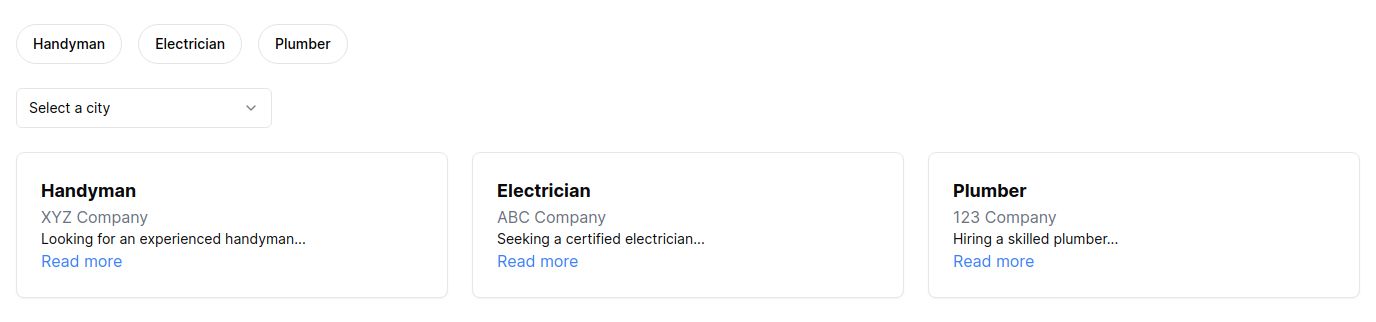 Handyman
Electrician
Plumber
Select a city
Handyman
XYZ Company
Looking for an experienced handyman...
Read more
Electrician
ABC Company
Seeking a certified electrician...
Read more
Plumber
123 Company
Hiring a skilled plumber...
Read more